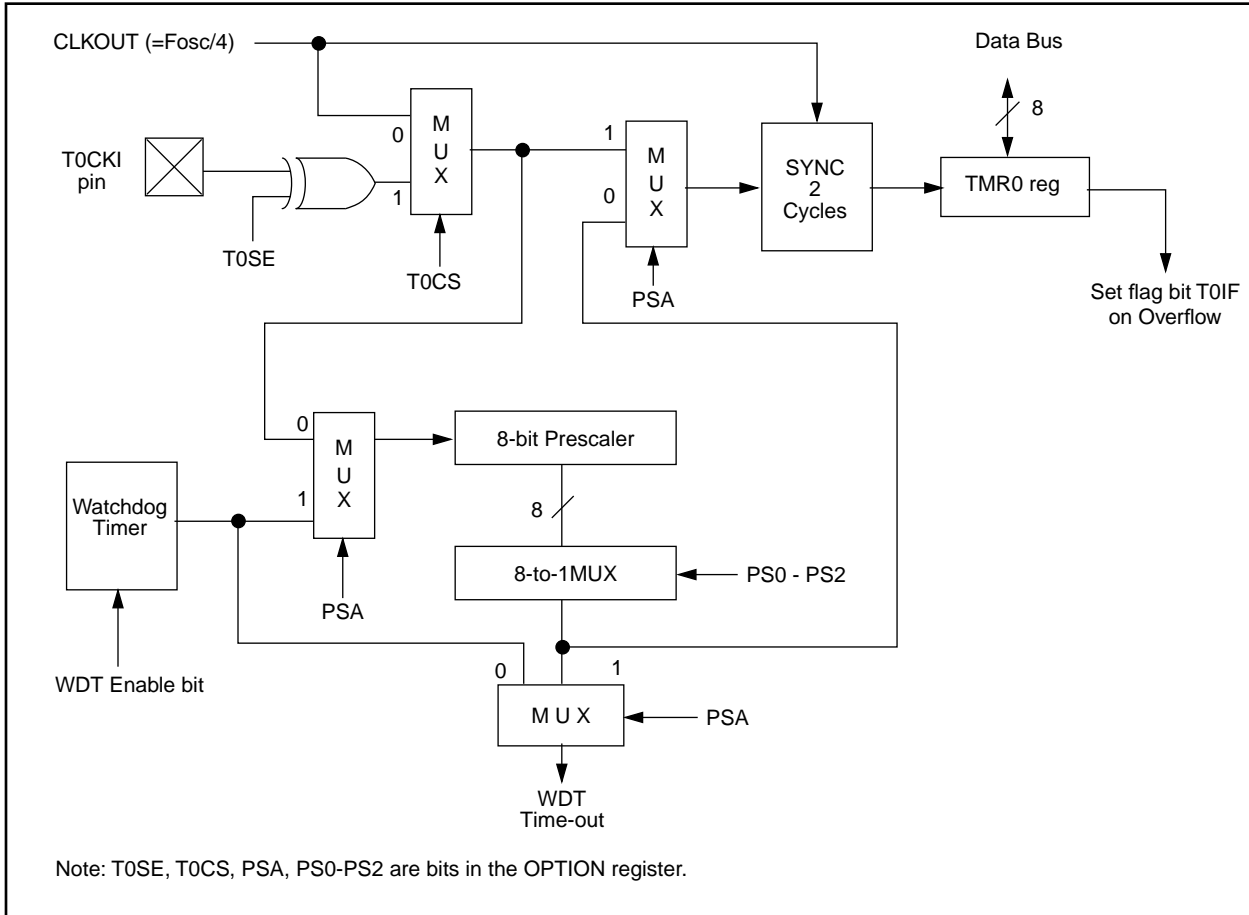 CLKOUT (=Fosc/4)
Data Bus
8
T0CKI
pin
T0SE
0
1
M
U
X
T0CS
1
0
M
U
X
PSA
SYNC
2
Cycles
TMR0 reg
Set flag bit T0IF
on Overflow
0
1
M
U
X
PSA
8-bit Prescaler
8
8-to-1MUX
PS0 - PS2
Watchdog
Timer
WDT Enable bit
0
1
M U X
PSA
WDT
Time-out
Note: T0SE, T0CS, PSA, PS0-PS2 are bits in the OPTION register.